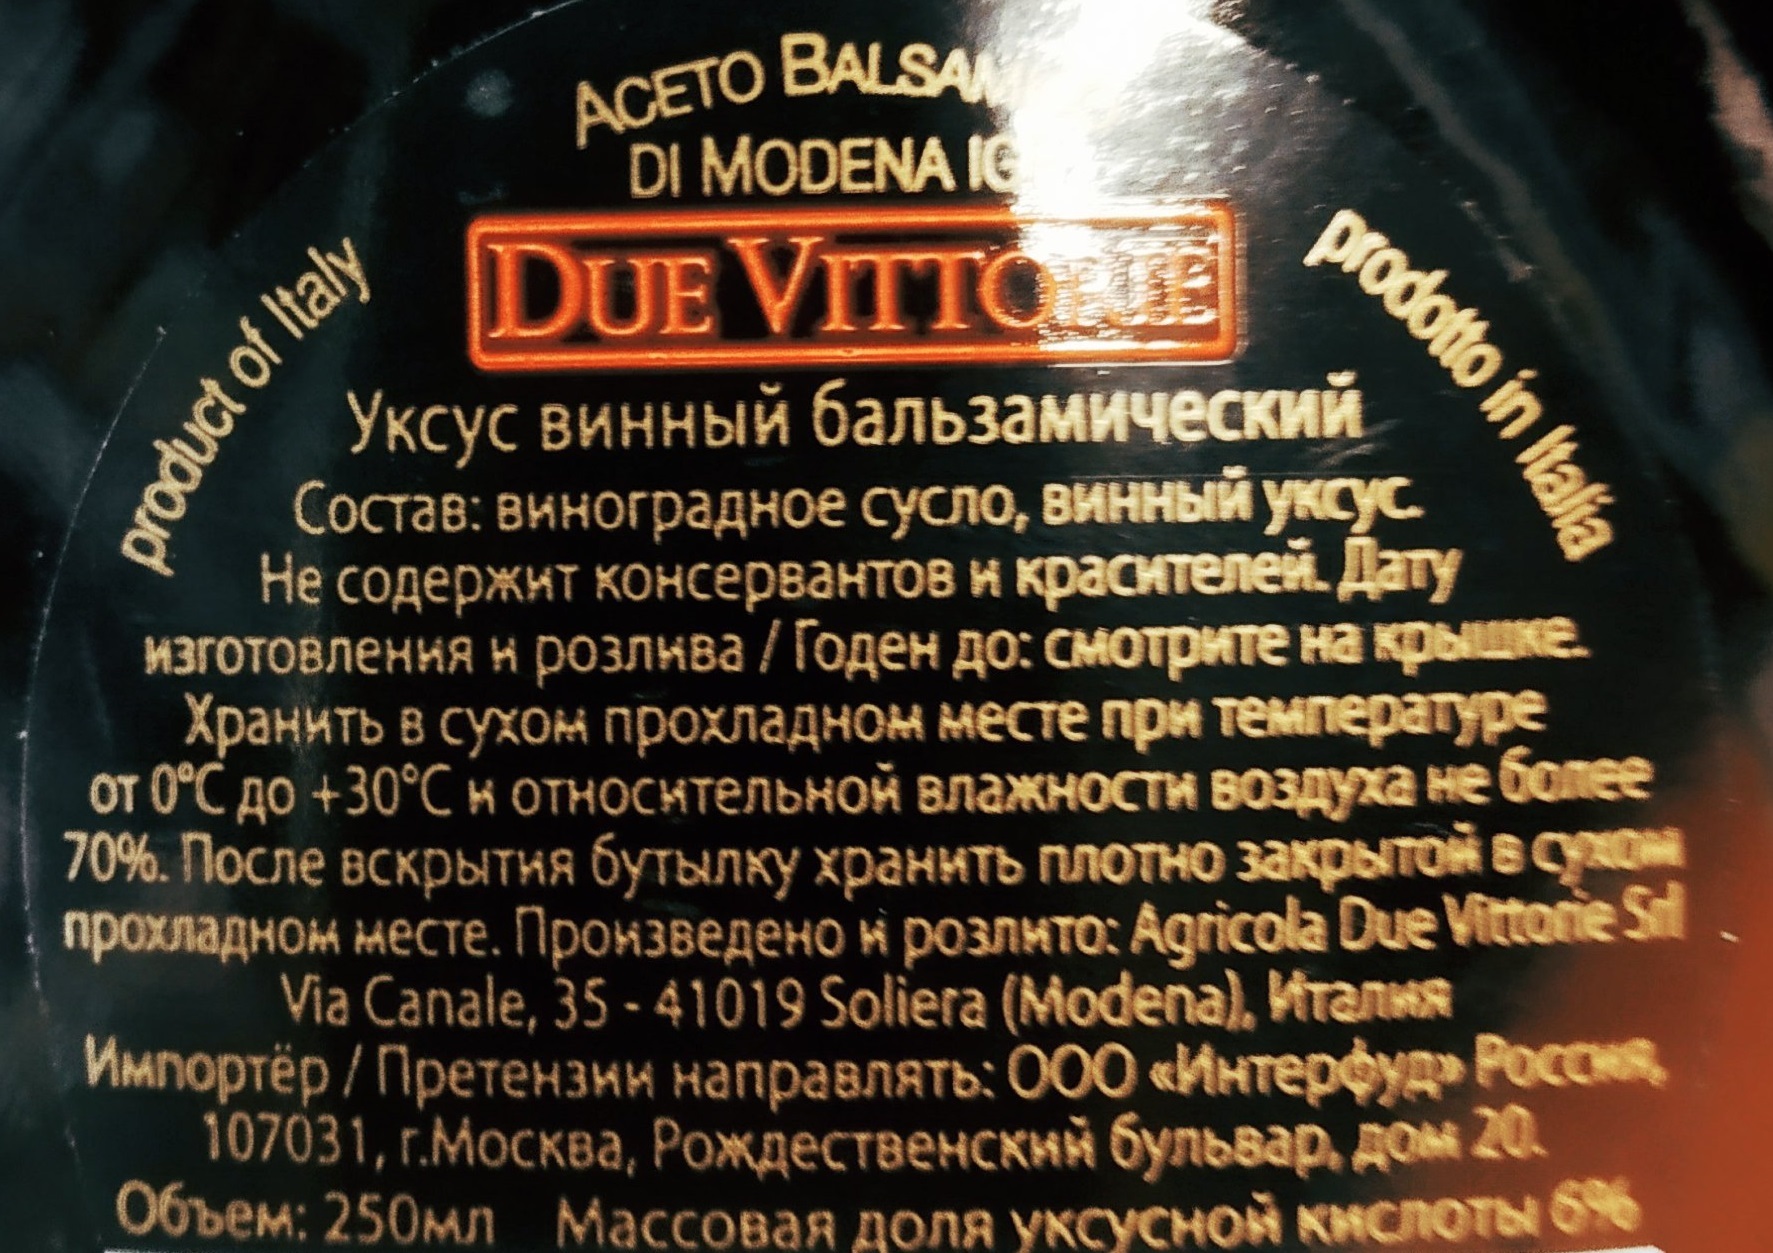 ACETO
DI MODENA
DUE VITTORIE
product of Italy
prodotto in Italia
Уксус винный бальзамический
Состав: виноградное сусло, винный уксус.
Не содержит консервантов и красителей. Дату
изготовления и розлива / Годен до: смотрите на крышке.
Хранить в сухом прохладном месте при температуре
от 0°C до +30°C и относительной влажности воздуха не более
70%. После вскрытия бутылку хранить плотно закрытой в сухом
прохладном месте. Произведено и розлито: Agricola Due Vittorie Srl
Via Canale, 35 - 41019 Soliera (Modena), Италия
Импортёр / Претензии направлять: ООО «Интерфуд» Россия,
107031, г.Москва, Рождественский бульвар, дом 20.
Объем: 250мл Массовая доля уксусной кислоты 6%